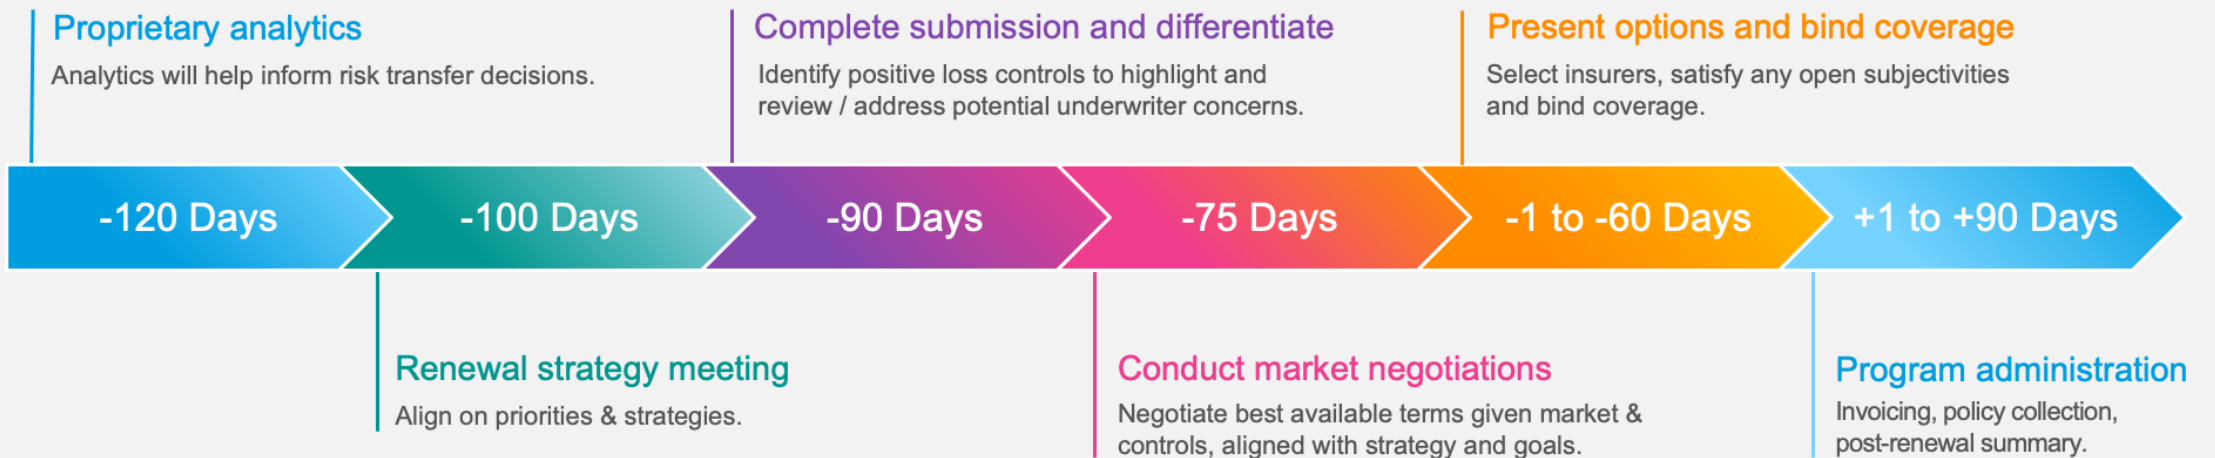 Proprietary analytics
Analytics will help inform risk transfer decisions.
Complete submission and differentiate
Identify positive loss controls to highlight and
review / address potential underwriter concerns.
Present options and bind coverage
Select insurers, satisfy any open subjectivities
and bind coverage.
-120 Days
-100 Days
-90 Days
-75 Days
-1 to -60 Days
+1 to +90 Days
Renewal strategy meeting
Align on priorities & strategies.
Conduct market negotiations
Negotiate best available terms given market &
controls, aligned with strategy and goals.
Program administration
Invoicing, policy collection,
post-renewal summary.